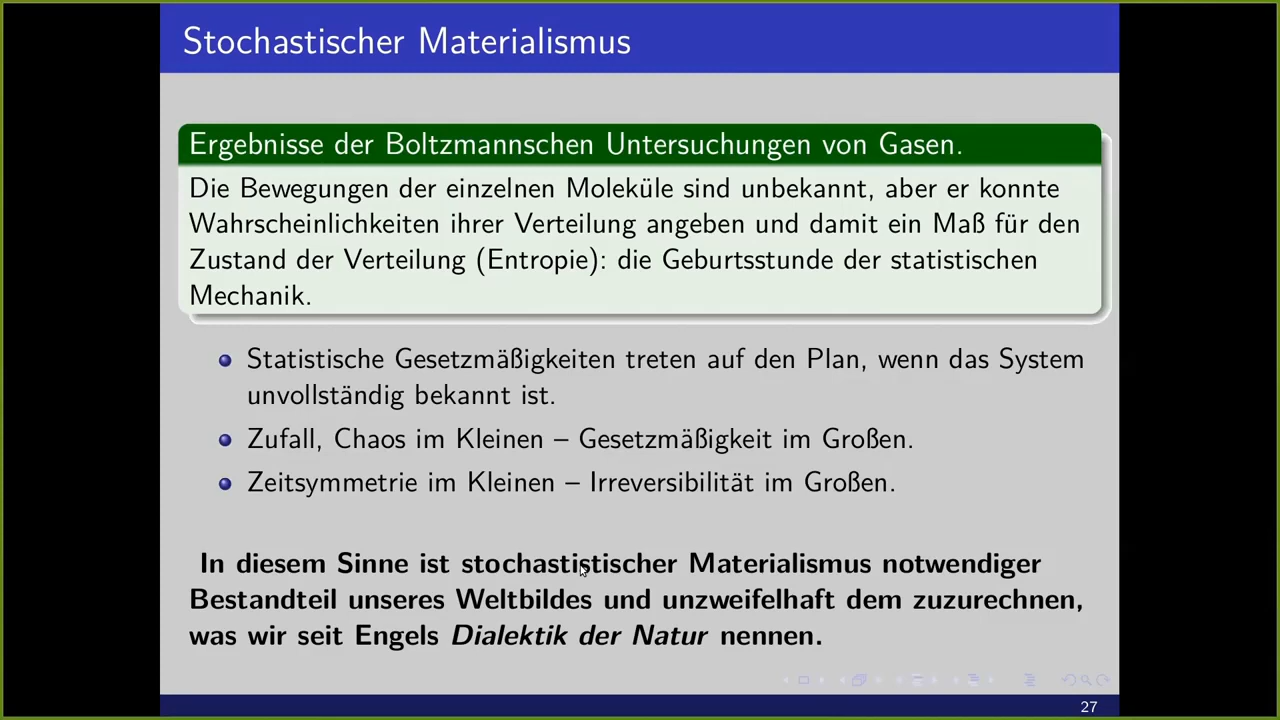 Stochastischer Materialismus
Ergebnisse der Boltzmannschen Untersuchungen von Gasen.
Die Bewegungen der einzelnen Moleküle sind unbekannt, aber er konnte
Wahrscheinlichkeiten ihrer Verteilung angeben und damit ein Maß für den
Zustand der Verteilung (Entropie): die Geburtsstunde der statistischen
Mechanik.
Statistische Gesetzmäßigkeiten treten auf den Plan, wenn das System
unvollständig bekannt ist.
Zufall, Chaos im Kleinen – Gesetzmäßigkeit im Großen.
Zeitsymmetrie im Kleinen – Irreversibilität im Großen.
In diesem Sinne ist stochastistischer Materialismus notwendiger
Bestandteil unseres Weltbildes und unzweifelhaft dem zuzurechnen,
was wir seit Engels Dialektik der Natur nennen.
27